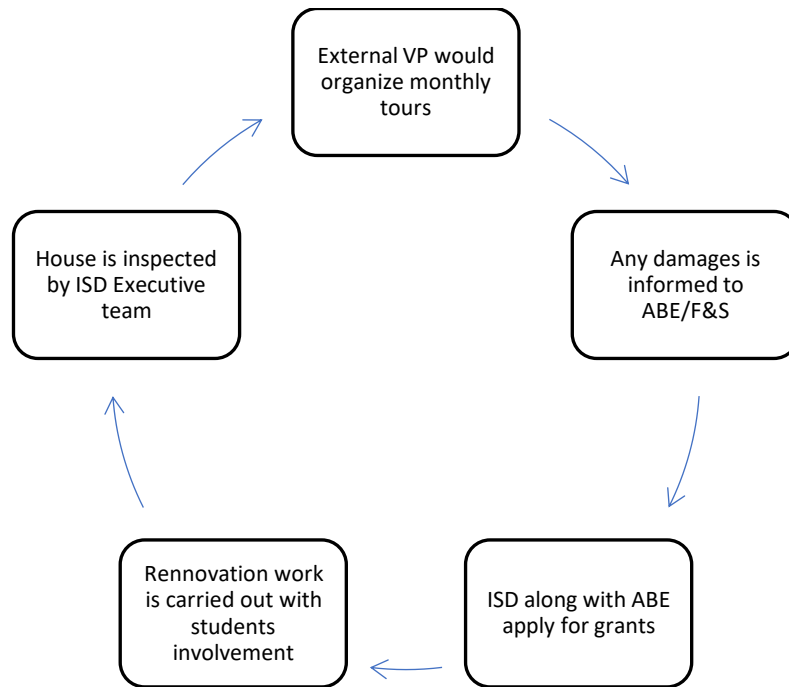 External VP would
organize monthly
tours
Any damages is
informed to
ABE/F&S
ISD along with ABE
apply for grants
Rennovation work
is carried out with
students
involvement
House is inspected
by ISD Executive
team